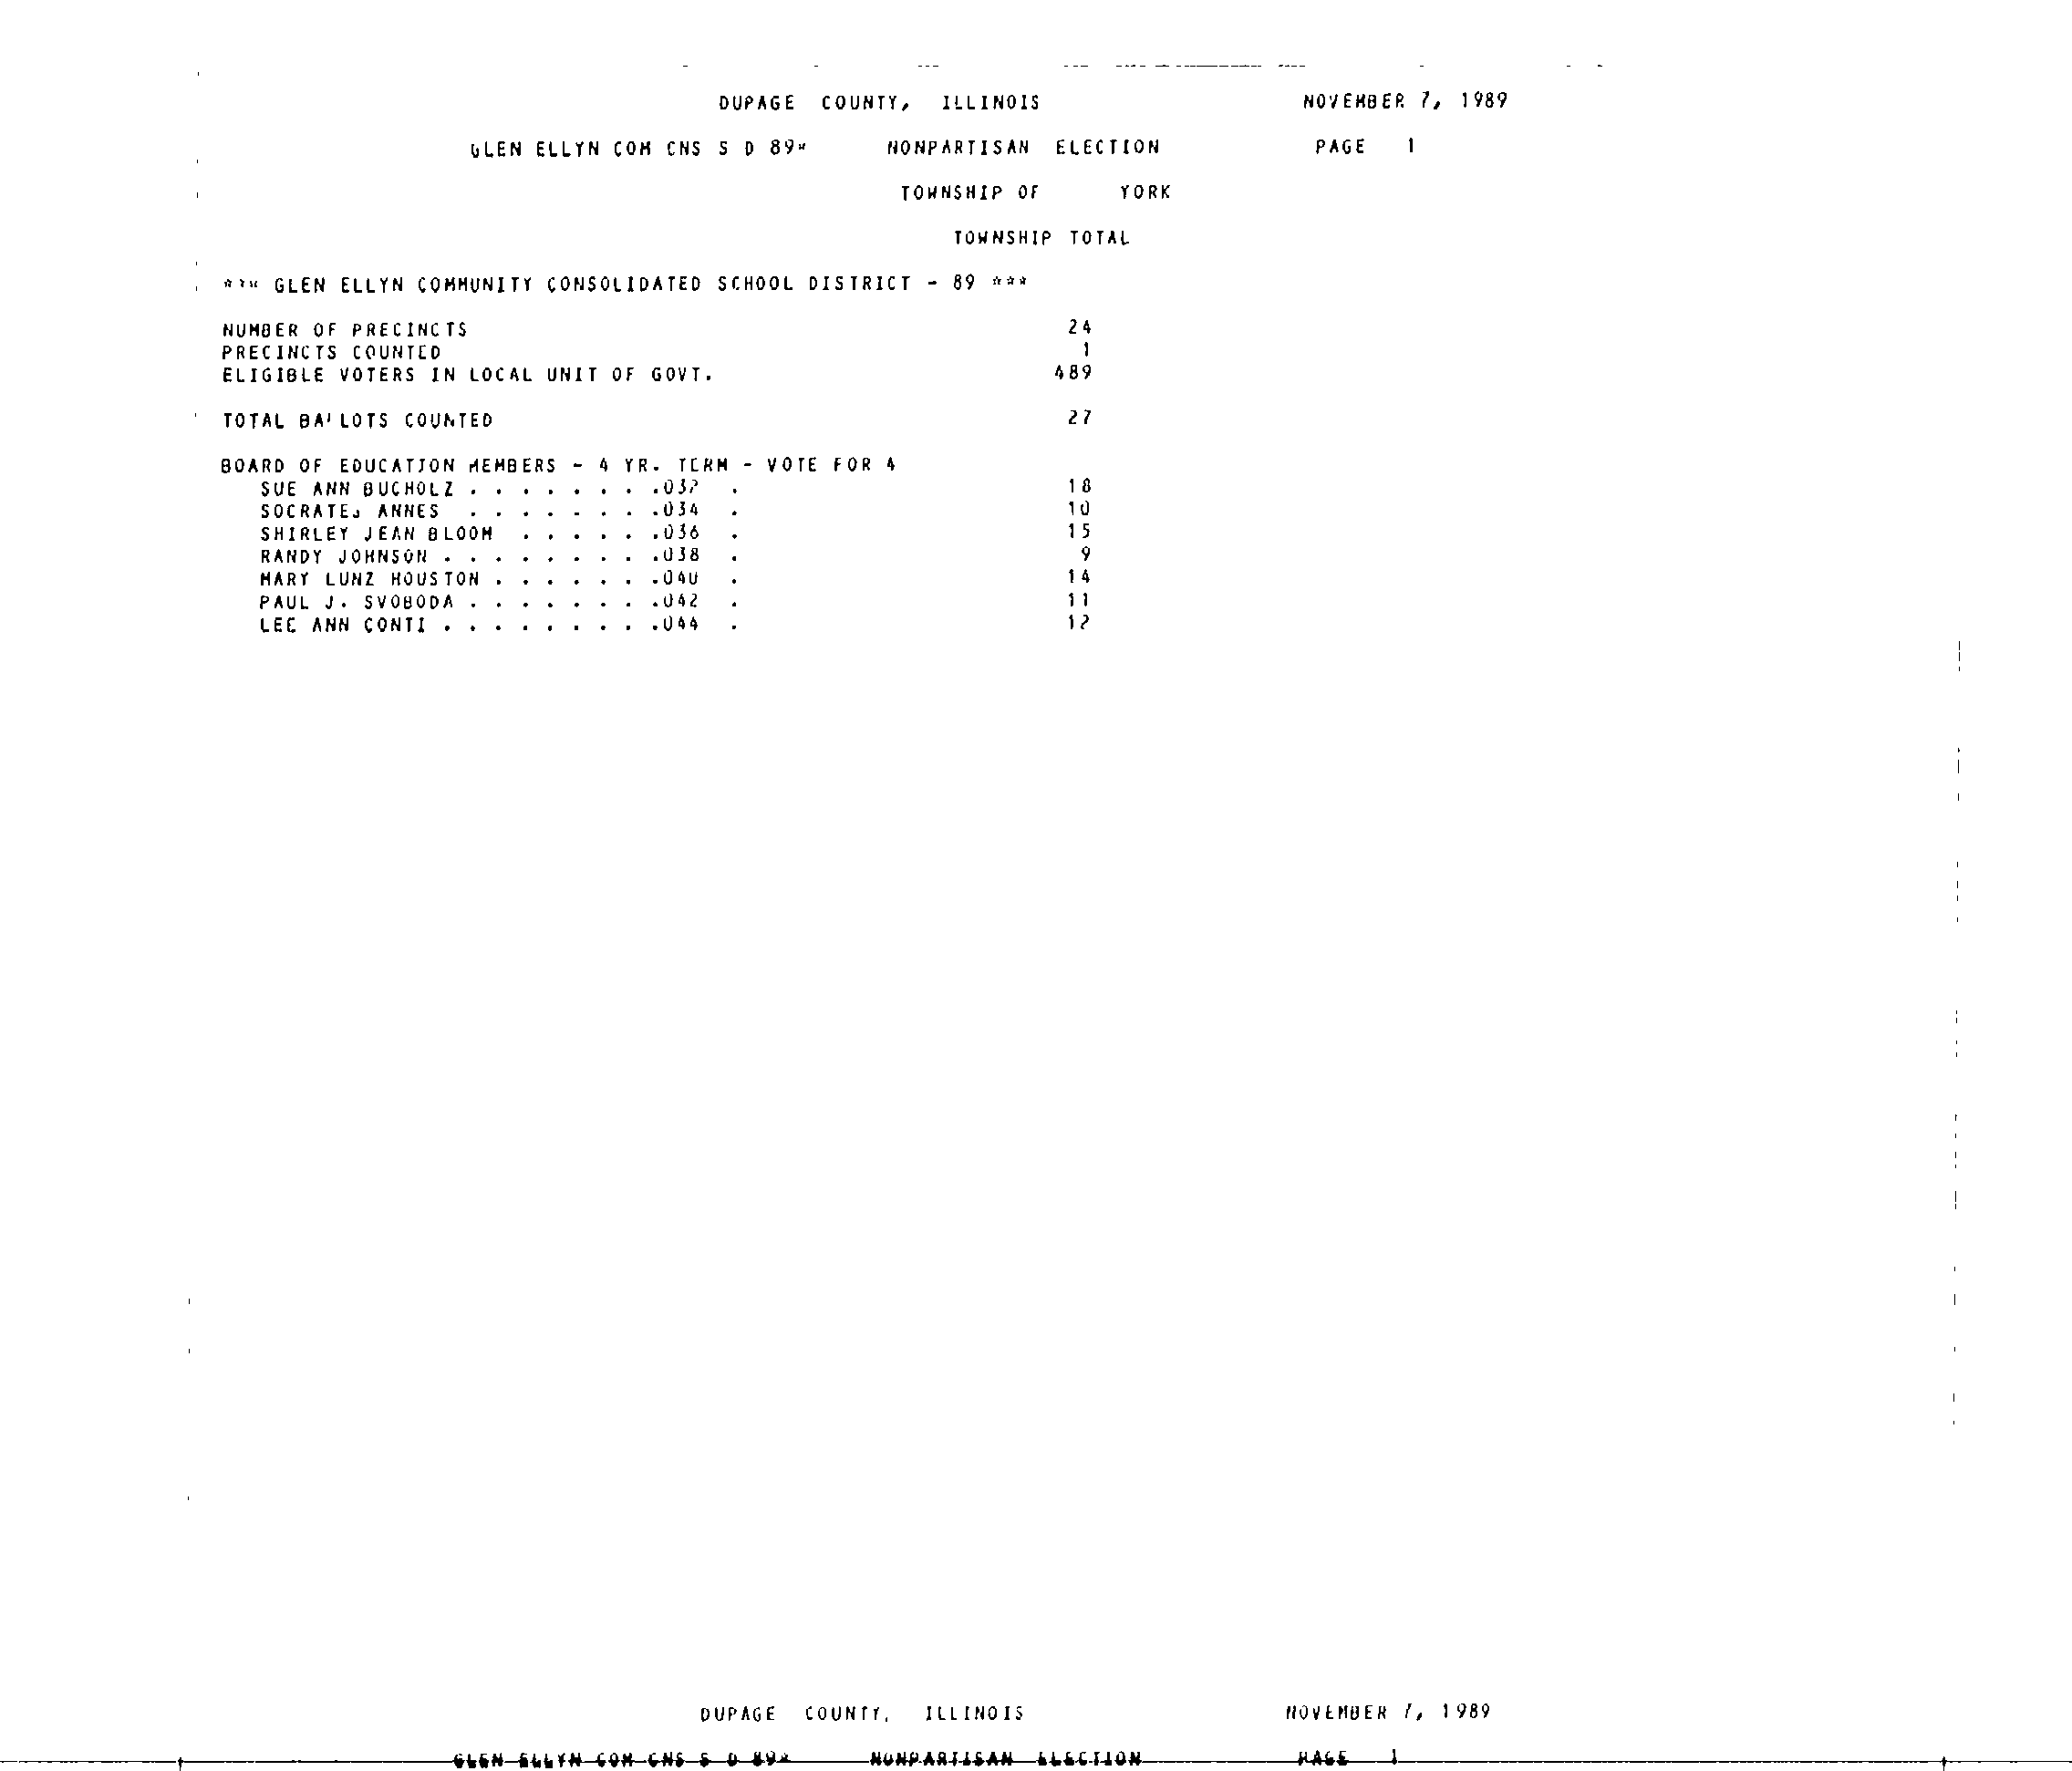 DUPAGE COUNTY, ILLINOIS NOVEMBER 7, 1989
GLEN ELLYN COM CNS S D 89* NONPARTISAN ELECTION PAGE 1
TOWNSHIP OF YORK
TOWNSHIP TOTAL
*** GLEN ELLYN COMMUNITY CONSOLIDATED SCHOOL DISTRICT - 89 ***
NUMBER OF PRECINCTS 24
PRECINCTS COUNTED 1
ELIGIBLE VOTERS IN LOCAL UNIT OF GOVT. 489
TOTAL BALLOTS COUNTED 27
BOARD OF EDUCATION MEMBERS - 4 YR. TERM - VOTE FOR 4
SUE ANN BUCHOLZ . . . . . . . .032 . 18
SOCRATES ANNES . . . . . . . .034 . 10
SHIRLEY JEAN BLOOM . . . . . .036 . 15
RANDY JOHNSON . . . . . . . . .038 . 9
MARY LUNZ HOUSTON . . . . . . .040 . 14
PAUL J. SVOBODA . . . . . . . .042 . 11
LEE ANN CONTI . . . . . . . . .044 . 12
DUPAGE COUNTY, ILLINOIS NOVEMBER 7, 1989
GLEN ELLYN COM CNS S D 89* NONPARTISAN ELECTION PAGE 1